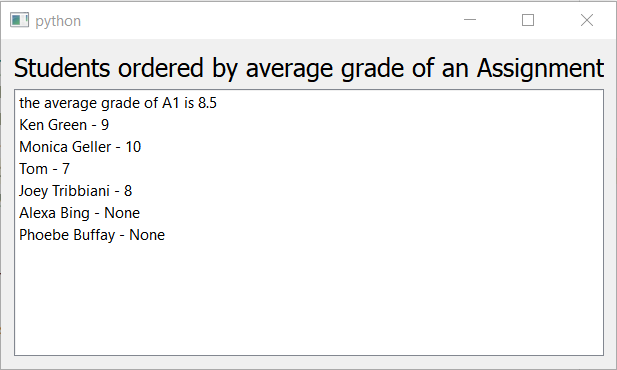 python
Students ordered by average grade of an Assignment
the average grade of A1 is 8.5
Ken Green - 9
Monica Geller - 10
Tom - 7
Joey Tribbiani - 8
Alexa Bing - None
Phoebe Buffay - None